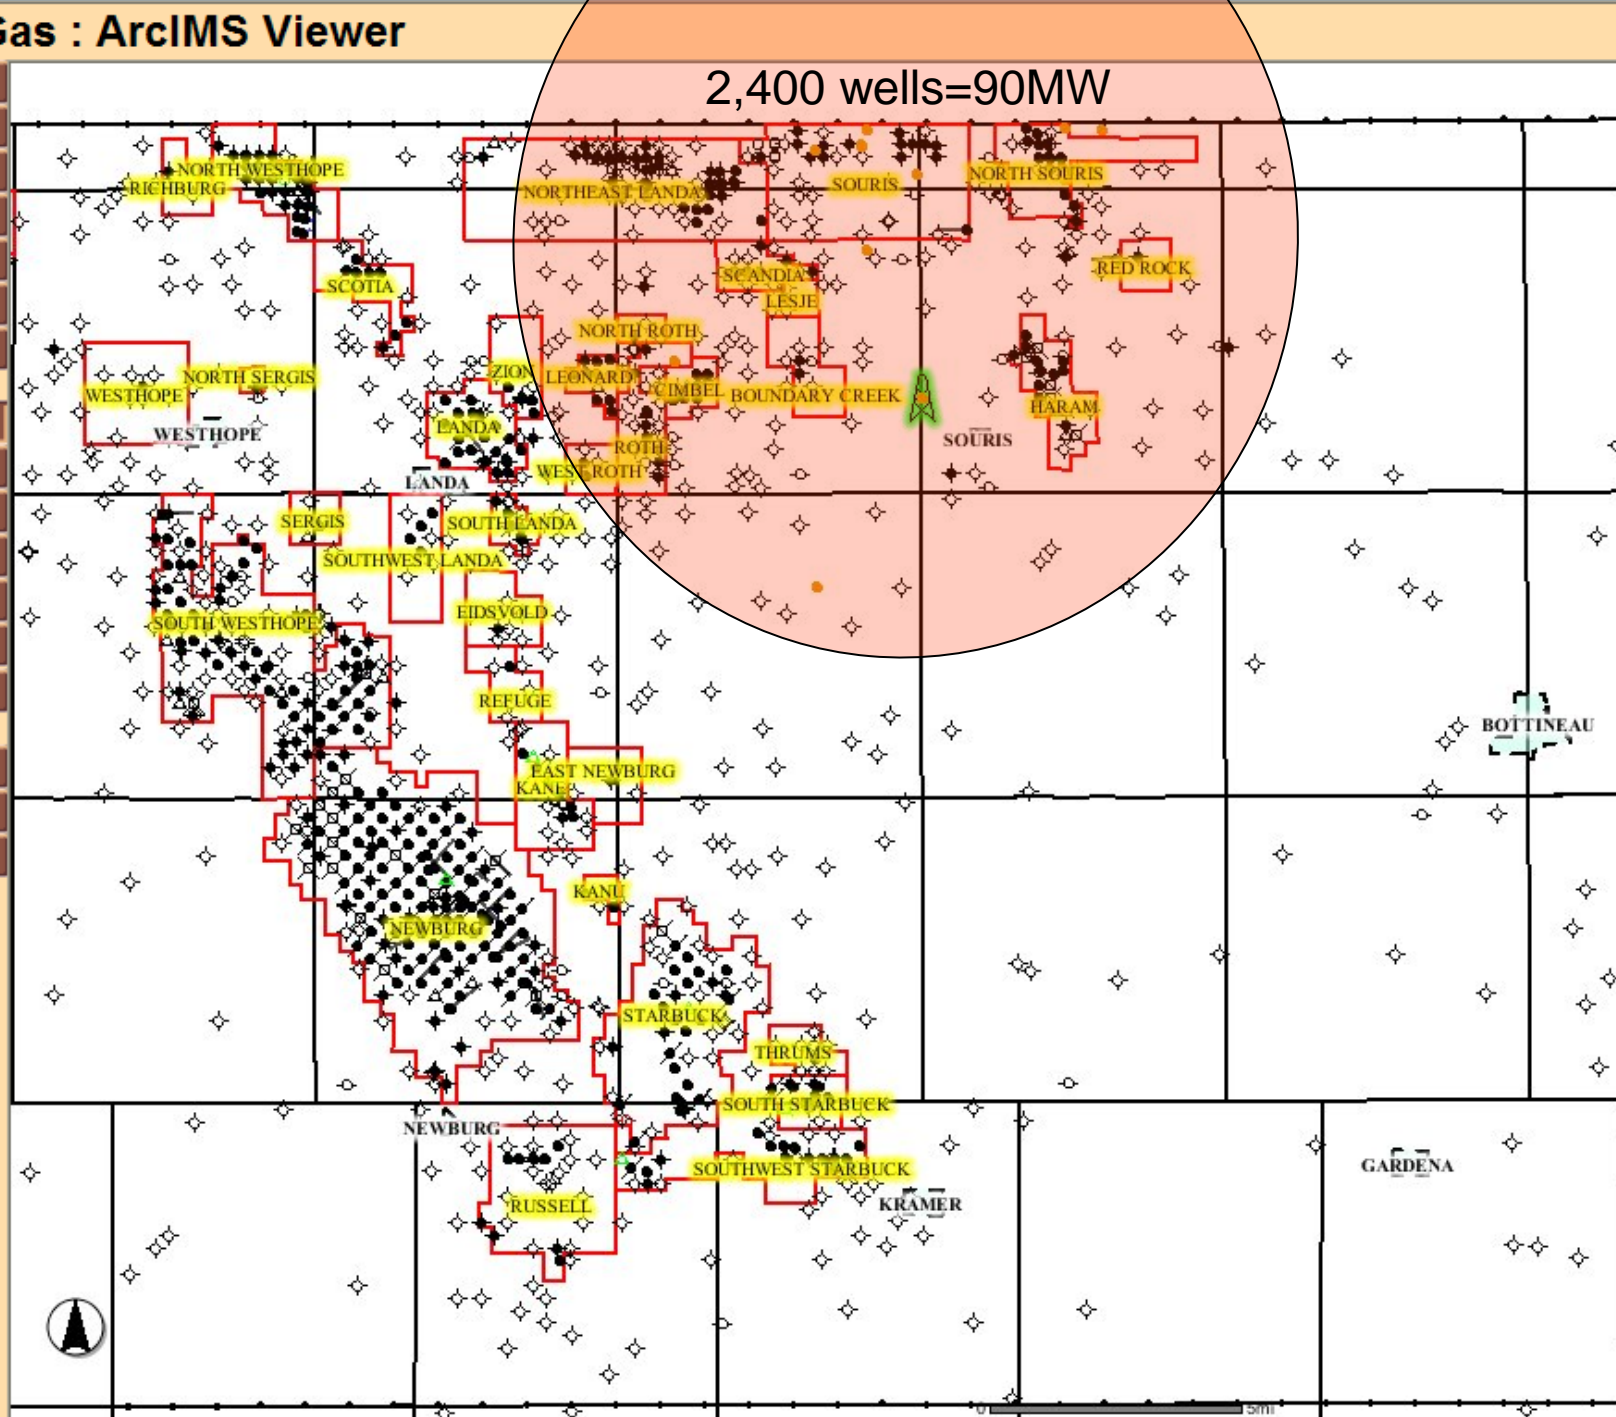 Gas : ArcIMS Viewer
2,400 wells=90MW
NORTH WESTHOPE
RICHBURG
NORTHEAST LANDA
SOURIS
NORTH SOURIS
SCOTIA
SCANDIA
RED ROCK
LESJE
NORTH ROTH
ZION
LEONARD
NORTH SERGIS
WESTHOPE
CIMBEL
BOUNDARY CREEK
HARAM
LANDA
WESTHOPE
SOURIS
ROTH
WEST ROTH
LANDA
SERGIS
SOUTH LANDA
SOUTHWEST LANDA
EIDSVOLD
SOUTH WESTHOPE
REFUGE
BOTTINEAU
EAST NEWBURG
KANE
KANU
NEWBURG
STARBUCK
THRUMS
SOUTH STARBUCK
NEWBURG
SOUTHWEST STARBUCK
GARDENA
RUSSELL
KRAMER
0 5mi